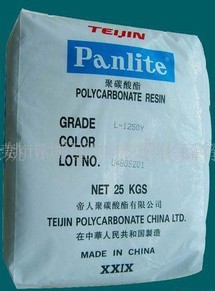 TEIJIN
Panlite
聚碳酸酯
POLYCARBONATE RESIN
GRADE L-1250Y
COLOR
LOT NO.
NET 25 KGS
帝人聚碳酸酯有限公司
TEIJIN POLYCARBONATE CHINA LTD.
在中華人民共和国製造
MADE IN CHINA
XXIX